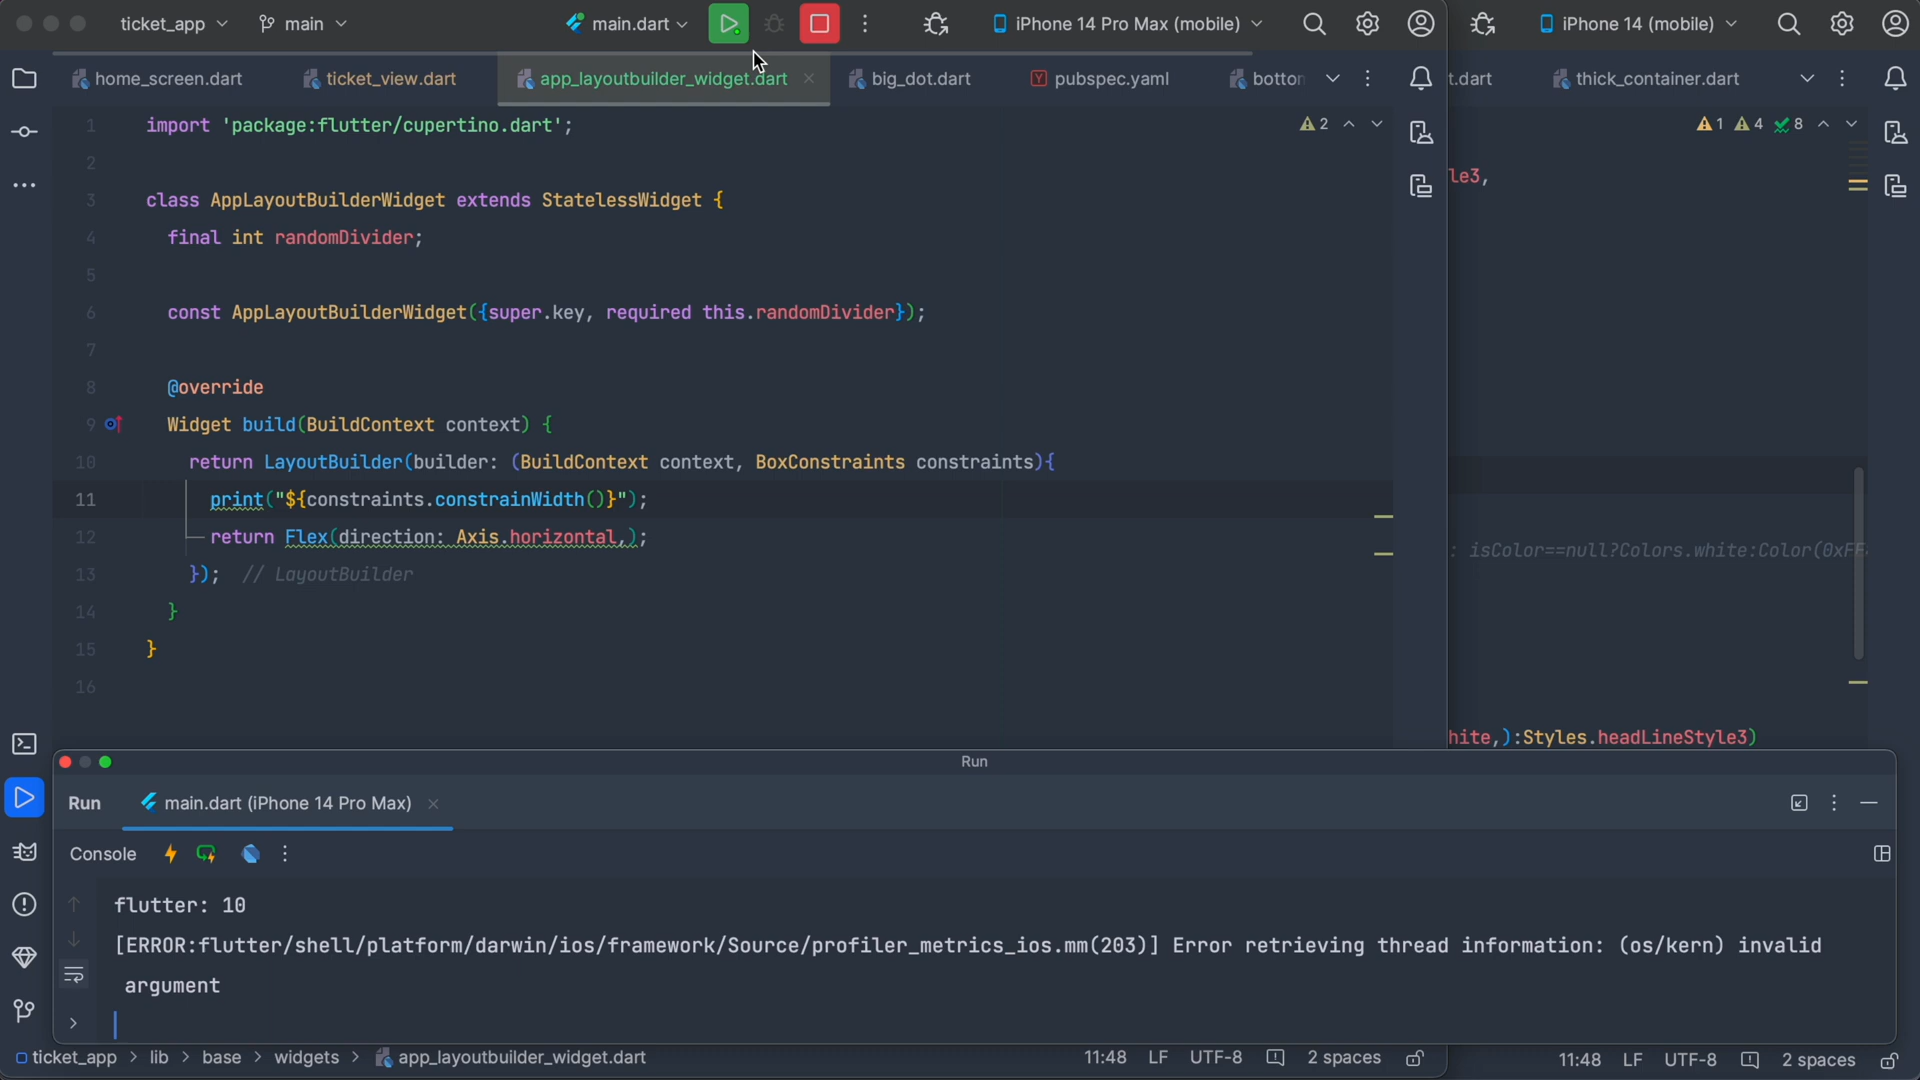 ticket_app main main.dart iPhone 14 Pro Max (mobile) iPhone 14 (mobile)
home_screen.dart ticket_view.dart app_layoutbuilder_widget.dart big_dot.dart pubspec.yaml t.dart thick_container.dart
1 import 'package:flutter/cupertino.dart'; 2 1 4 8
2
le3,
3 class AppLayoutBuilderWidget extends StatelessWidget {
4 final int randomDivider;
5
6 const AppLayoutBuilderWidget({super.key, required this.randomDivider});
7
8 @override
9 Widget build(BuildContext context) {
10 return LayoutBuilder(builder: (BuildContext context, BoxConstraints constraints){
11 print("${constraints.constrainWidth()}");
12 return Flex(direction: Axis.horizontal,);
: isColor==null?Colors.white:Color(0xFF
13 }); // LayoutBuilder
14 }
15 }
16
hite,):Styles.headLineStyle3)
Run
Run main.dart (iPhone 14 Pro Max)
Console
flutter: 10
[ERROR:flutter/shell/platform/darwin/ios/framework/Source/profiler_metrics_ios.mm(203)] Error retrieving thread information: (os/kern) invalid
argument
ticket_app > lib > base > widgets > app_layoutbuilder_widget.dart 11:48 LF UTF-8 2 spaces 11:48 LF UTF-8 2 spaces